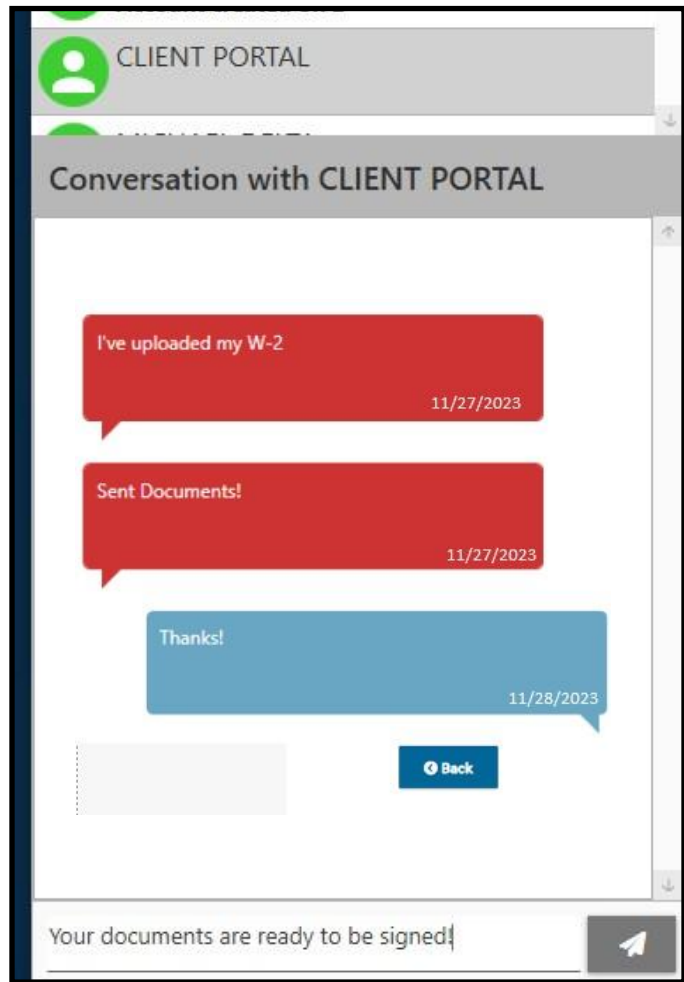 CLIENT PORTAL
Conversation with CLIENT PORTAL
I've uploaded my W-2
11/27/2023
Sent Documents!
11/27/2023
Thanks!
11/28/2023
Back
Your documents are ready to be signed!